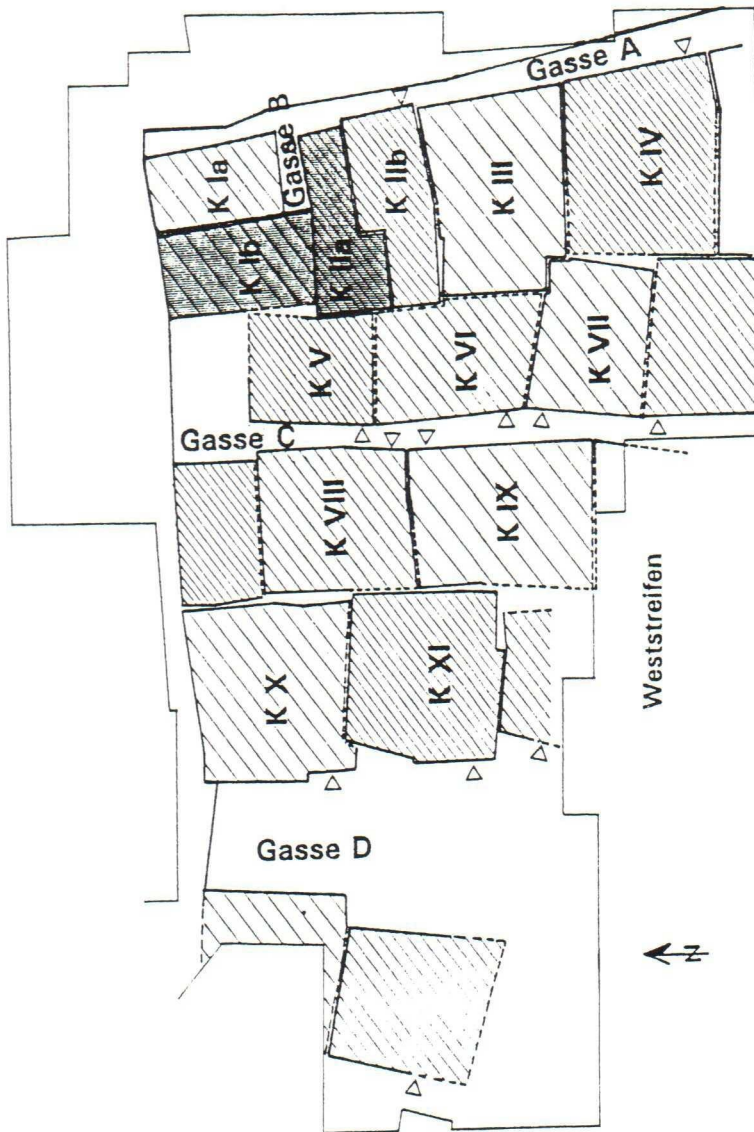 Gasse A
Gasse B
K Ia
K Ib
K IIa
K IIb
K III
K IV
K V
K VI
K VII
Gasse C
K VIII
K IX
K X
K XI
Weststreifen
Gasse D
N